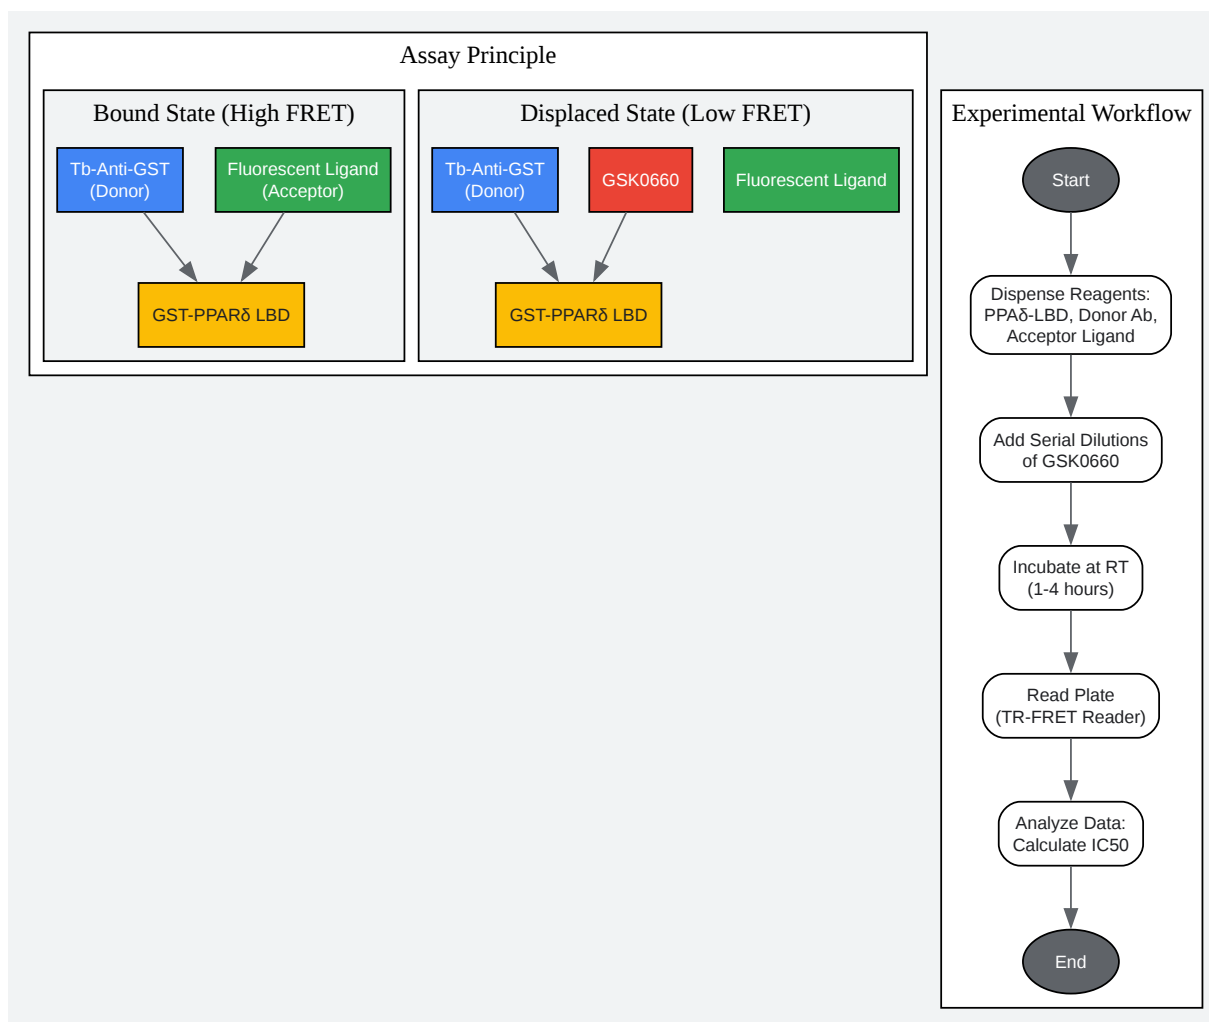 Assay Principle
Bound State (High FRET)
Tb-Anti-GST
(Donor)
Fluorescent Ligand
(Acceptor)
GST-PPARδ LBD
Displaced State (Low FRET)
Tb-Anti-GST
(Donor)
GSK0660
Fluorescent Ligand
GST-PPARδ LBD
Experimental Workflow
Start
Dispense Reagents:
PPAδ-LBD, Donor Ab,
Acceptor Ligand
Add Serial Dilutions
of GSK0660
Incubate at RT
(1-4 hours)
Read Plate
(TR-FRET Reader)
Analyze Data:
Calculate IC50
End